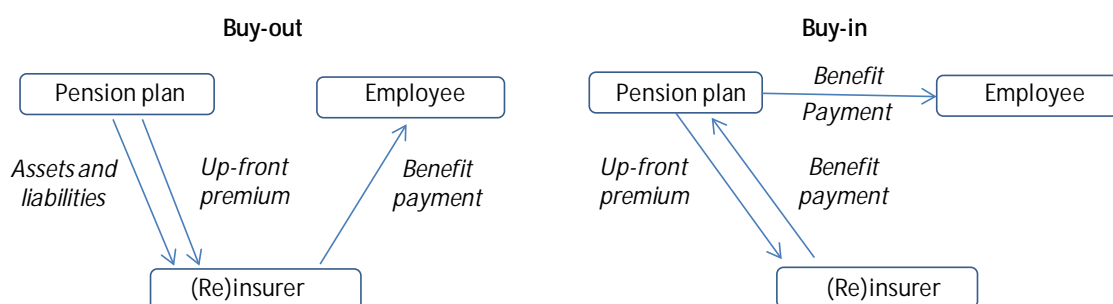 Buy-out
Pension plan
Employee
Assets and
liabilities
Up-front
premium
Benefit
payment
(Re)insurer
Buy-in
Pension plan
Benefit
Payment
Employee
Up-front
premium
Benefit
payment
(Re)insurer